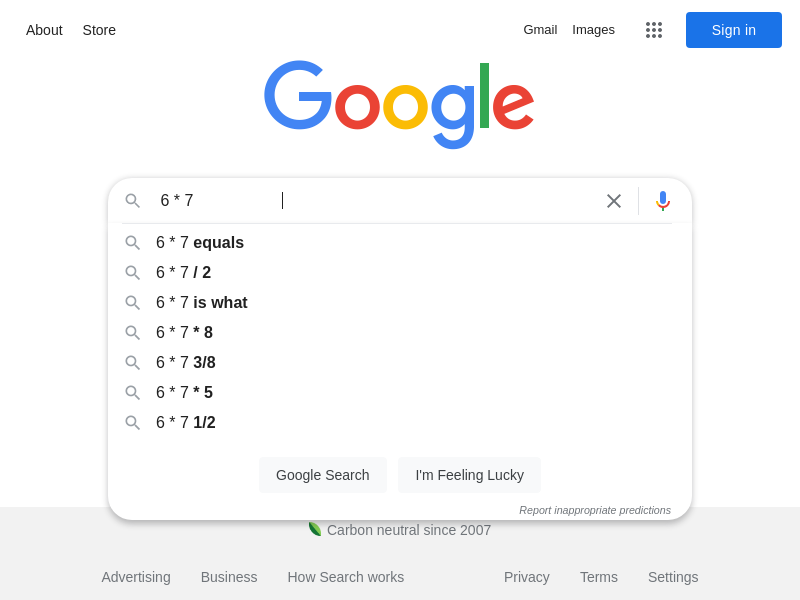 About Store Gmail Images Sign in
Google
6 * 7
6 * 7 equals
6 * 7 / 2
6 * 7 is what
6 * 7 * 8
6 * 7 3/8
6 * 7 * 5
6 * 7 1/2
Google Search I'm Feeling Lucky
Report inappropriate predictions
Carbon neutral since 2007
Advertising Business How Search works Privacy Terms Settings